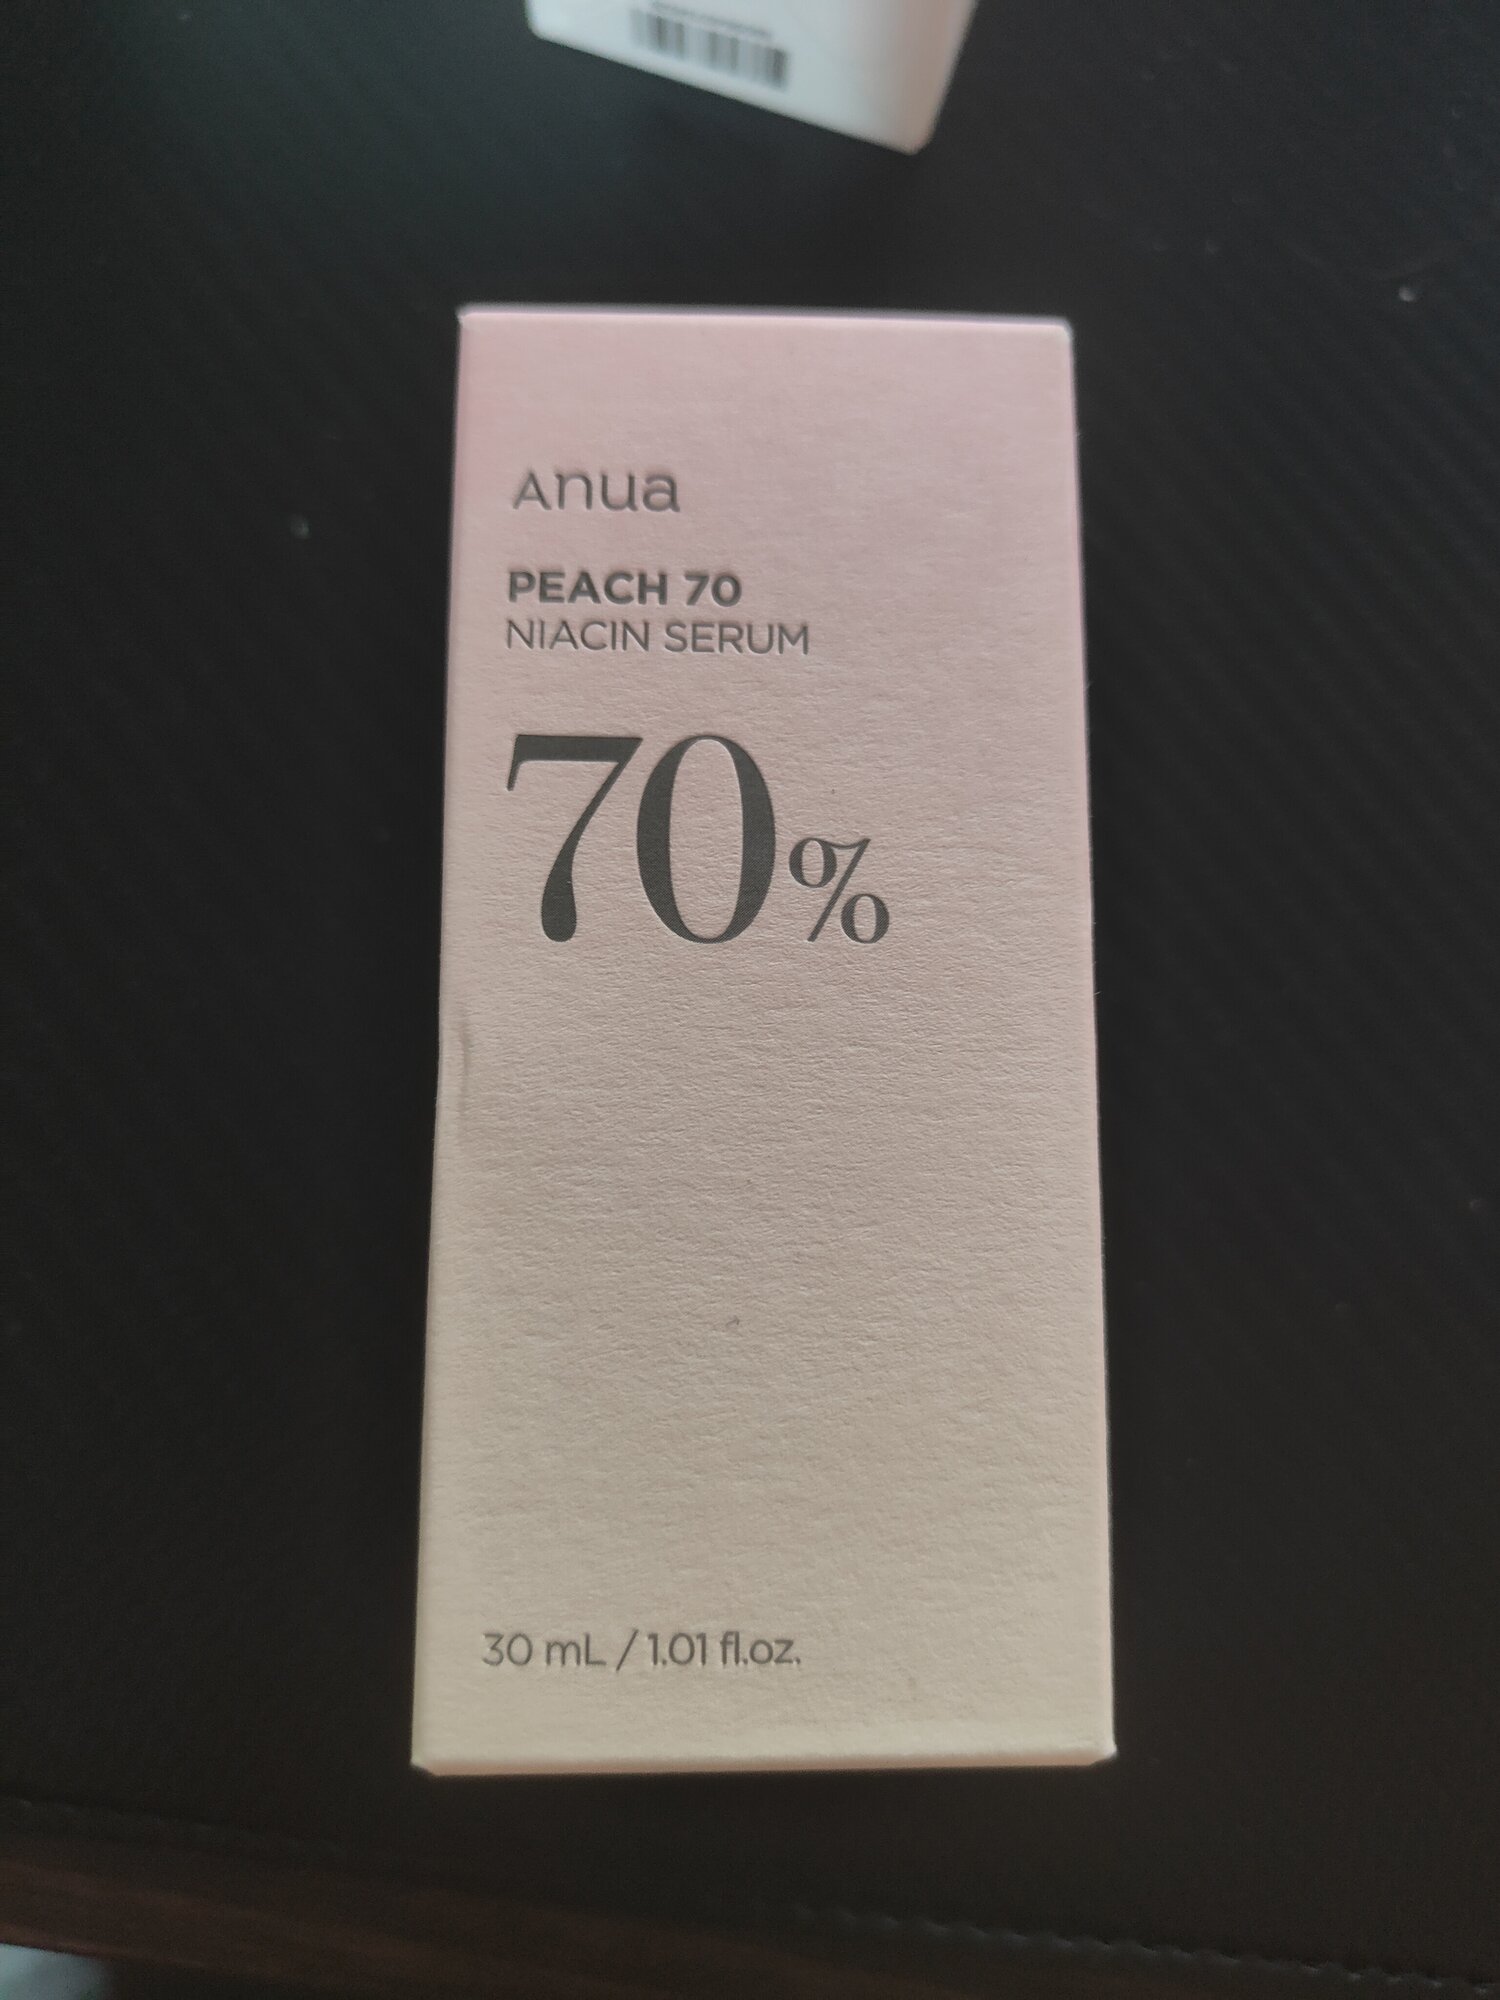 Anua
PEACH 70
NIACIN SERUM
70%
30 mL / 1.01 fl.oz.